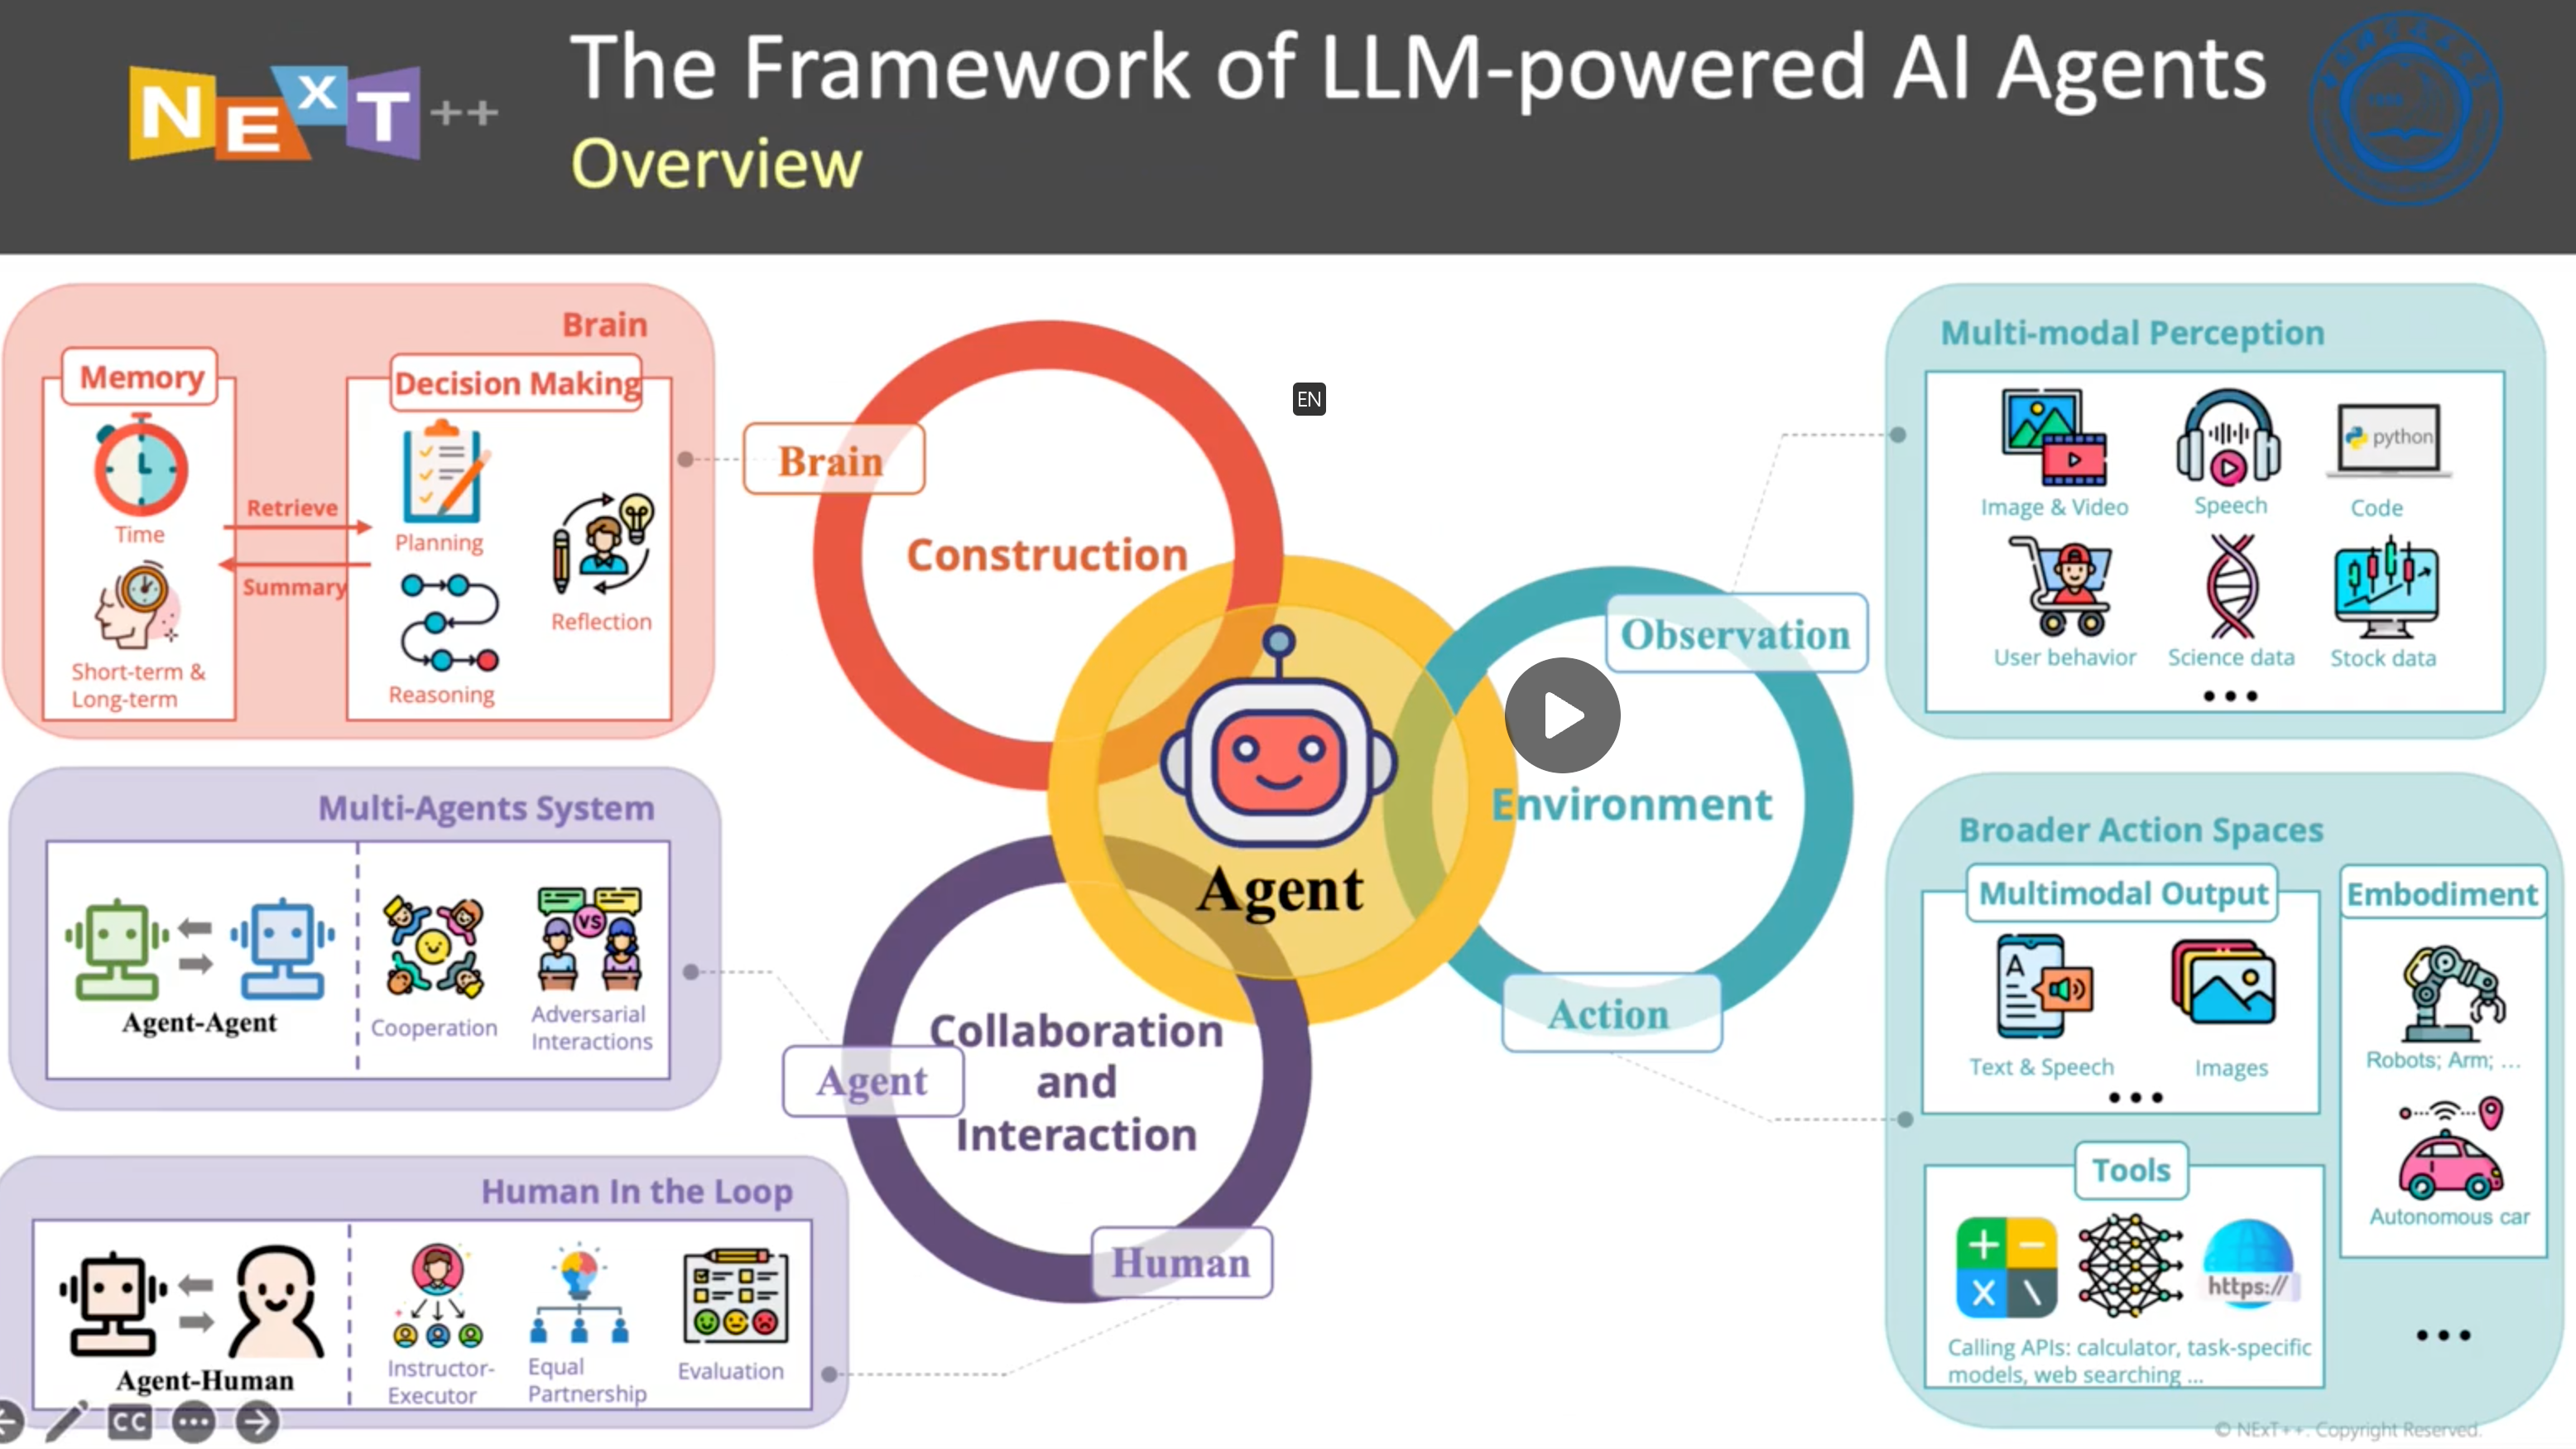 NExT++
The Framework of LLM-powered AI Agents
Overview
Brain
Memory
Time
Short-term &
Long-term
Retrieve
Summary
Decision Making
Planning
Reasoning
Reflection
Multi-Agents System
Agent-Agent
Cooperation
Adversarial
Interactions
VS
Human In the Loop
Agent-Human
Instructor-
Executor
Equal
Partnership
Evaluation
CC
Brain
Construction
EN
Agent
Environment
Observation
Action
Collaboration
and
Interaction
Agent
Human
Multi-modal Perception
Image & Video
Speech
python
Code
User behavior
Science data
Stock data
Broader Action Spaces
Multimodal Output
A
Text & Speech
Images
Embodiment
Robots; Arm; ...
Autonomous car
Tools
+ −
X \
https://
Calling APIs: calculator, task-specific
models, web searching ...
© NExT++. Copyright Reserved.